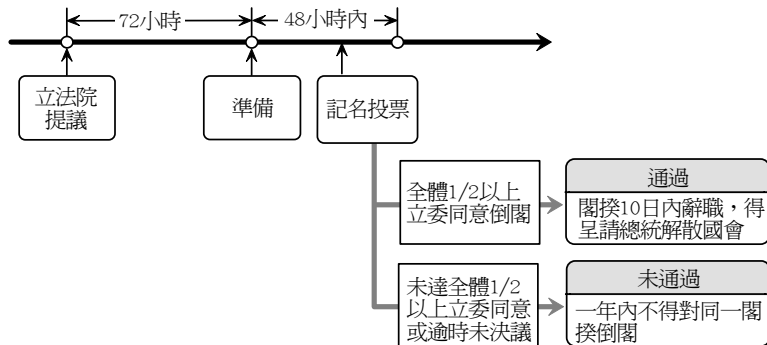 72小時
48小時內
立法院
提議
準備
記名投票
全體1/2以上
立委同意倒閣
通過
閣揆10日內辭職，得
呈請總統解散國會
未達全體1/2
以上立委同意
或逾時未決議
未通過
一年內不得對同一閣
揆倒閣